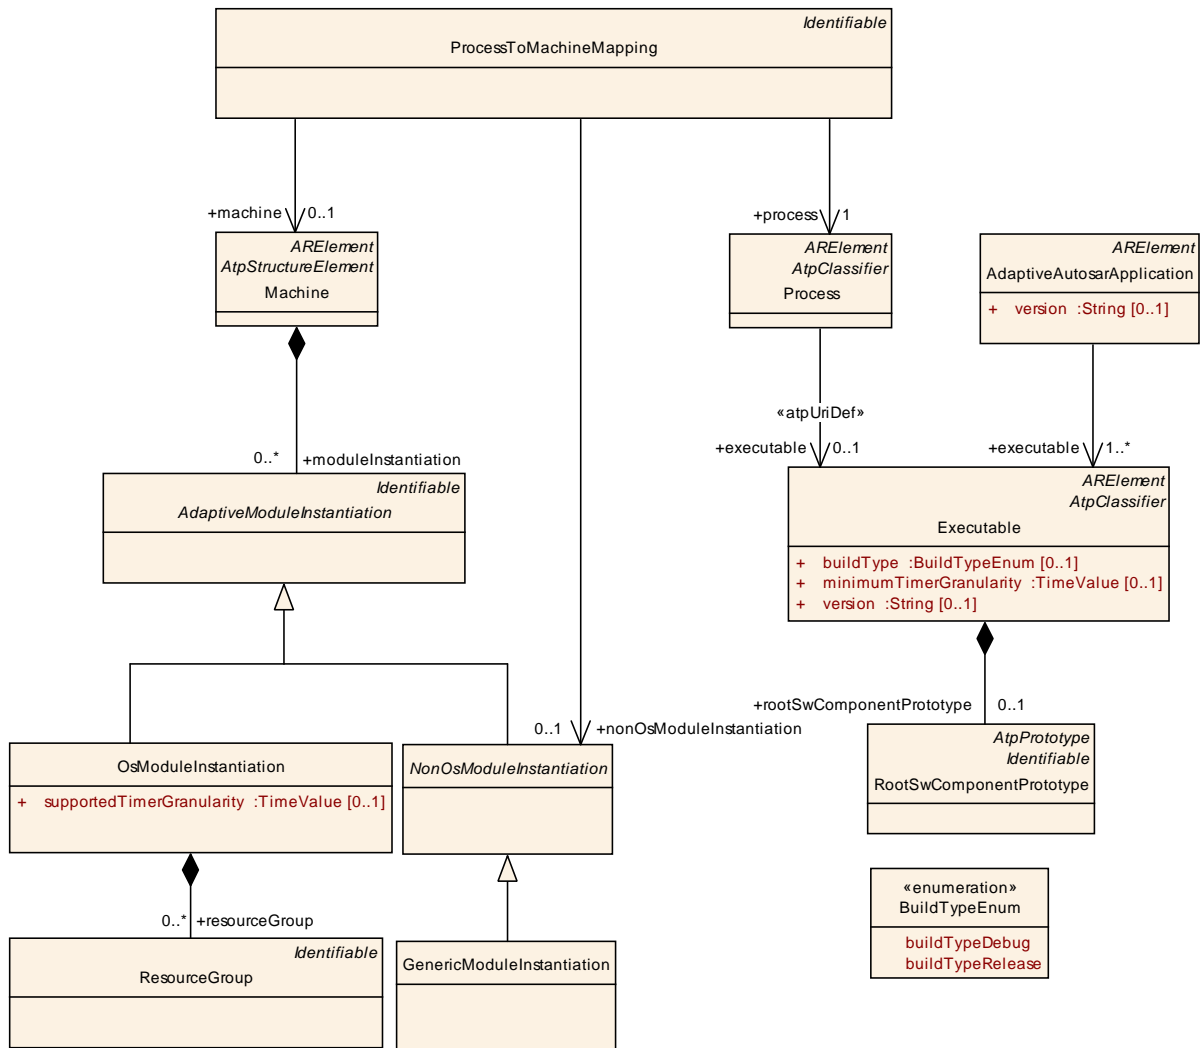 Identifiable
ProcessToMachineMapping
+machine 0..1
+process 1
ARElement
AtpStructureElement
Machine
ARElement
AtpClassifier
Process
ARElement
AdaptiveAutosarApplication
+ version :String [0..1]
«atpUriDef»
+executable 0..1
+executable 1..*
0..* +moduleInstantiation
Identifiable
AdaptiveModuleInstantiation
ARElement
AtpClassifier
Executable
+ buildType :BuildTypeEnum [0..1]
+ minimumTimerGranularity :TimeValue [0..1]
+ version :String [0..1]
+rootSwComponentPrototype 0..1
0..1 +nonOsModuleInstantiation
OsModuleInstantiation
+ supportedTimerGranularity :TimeValue [0..1]
NonOsModuleInstantiation
AtpPrototype
Identifiable
RootSwComponentPrototype
«enumeration»
BuildTypeEnum
buildTypeDebug
buildTypeRelease
0..* +resourceGroup
Identifiable
ResourceGroup
GenericModuleInstantiation